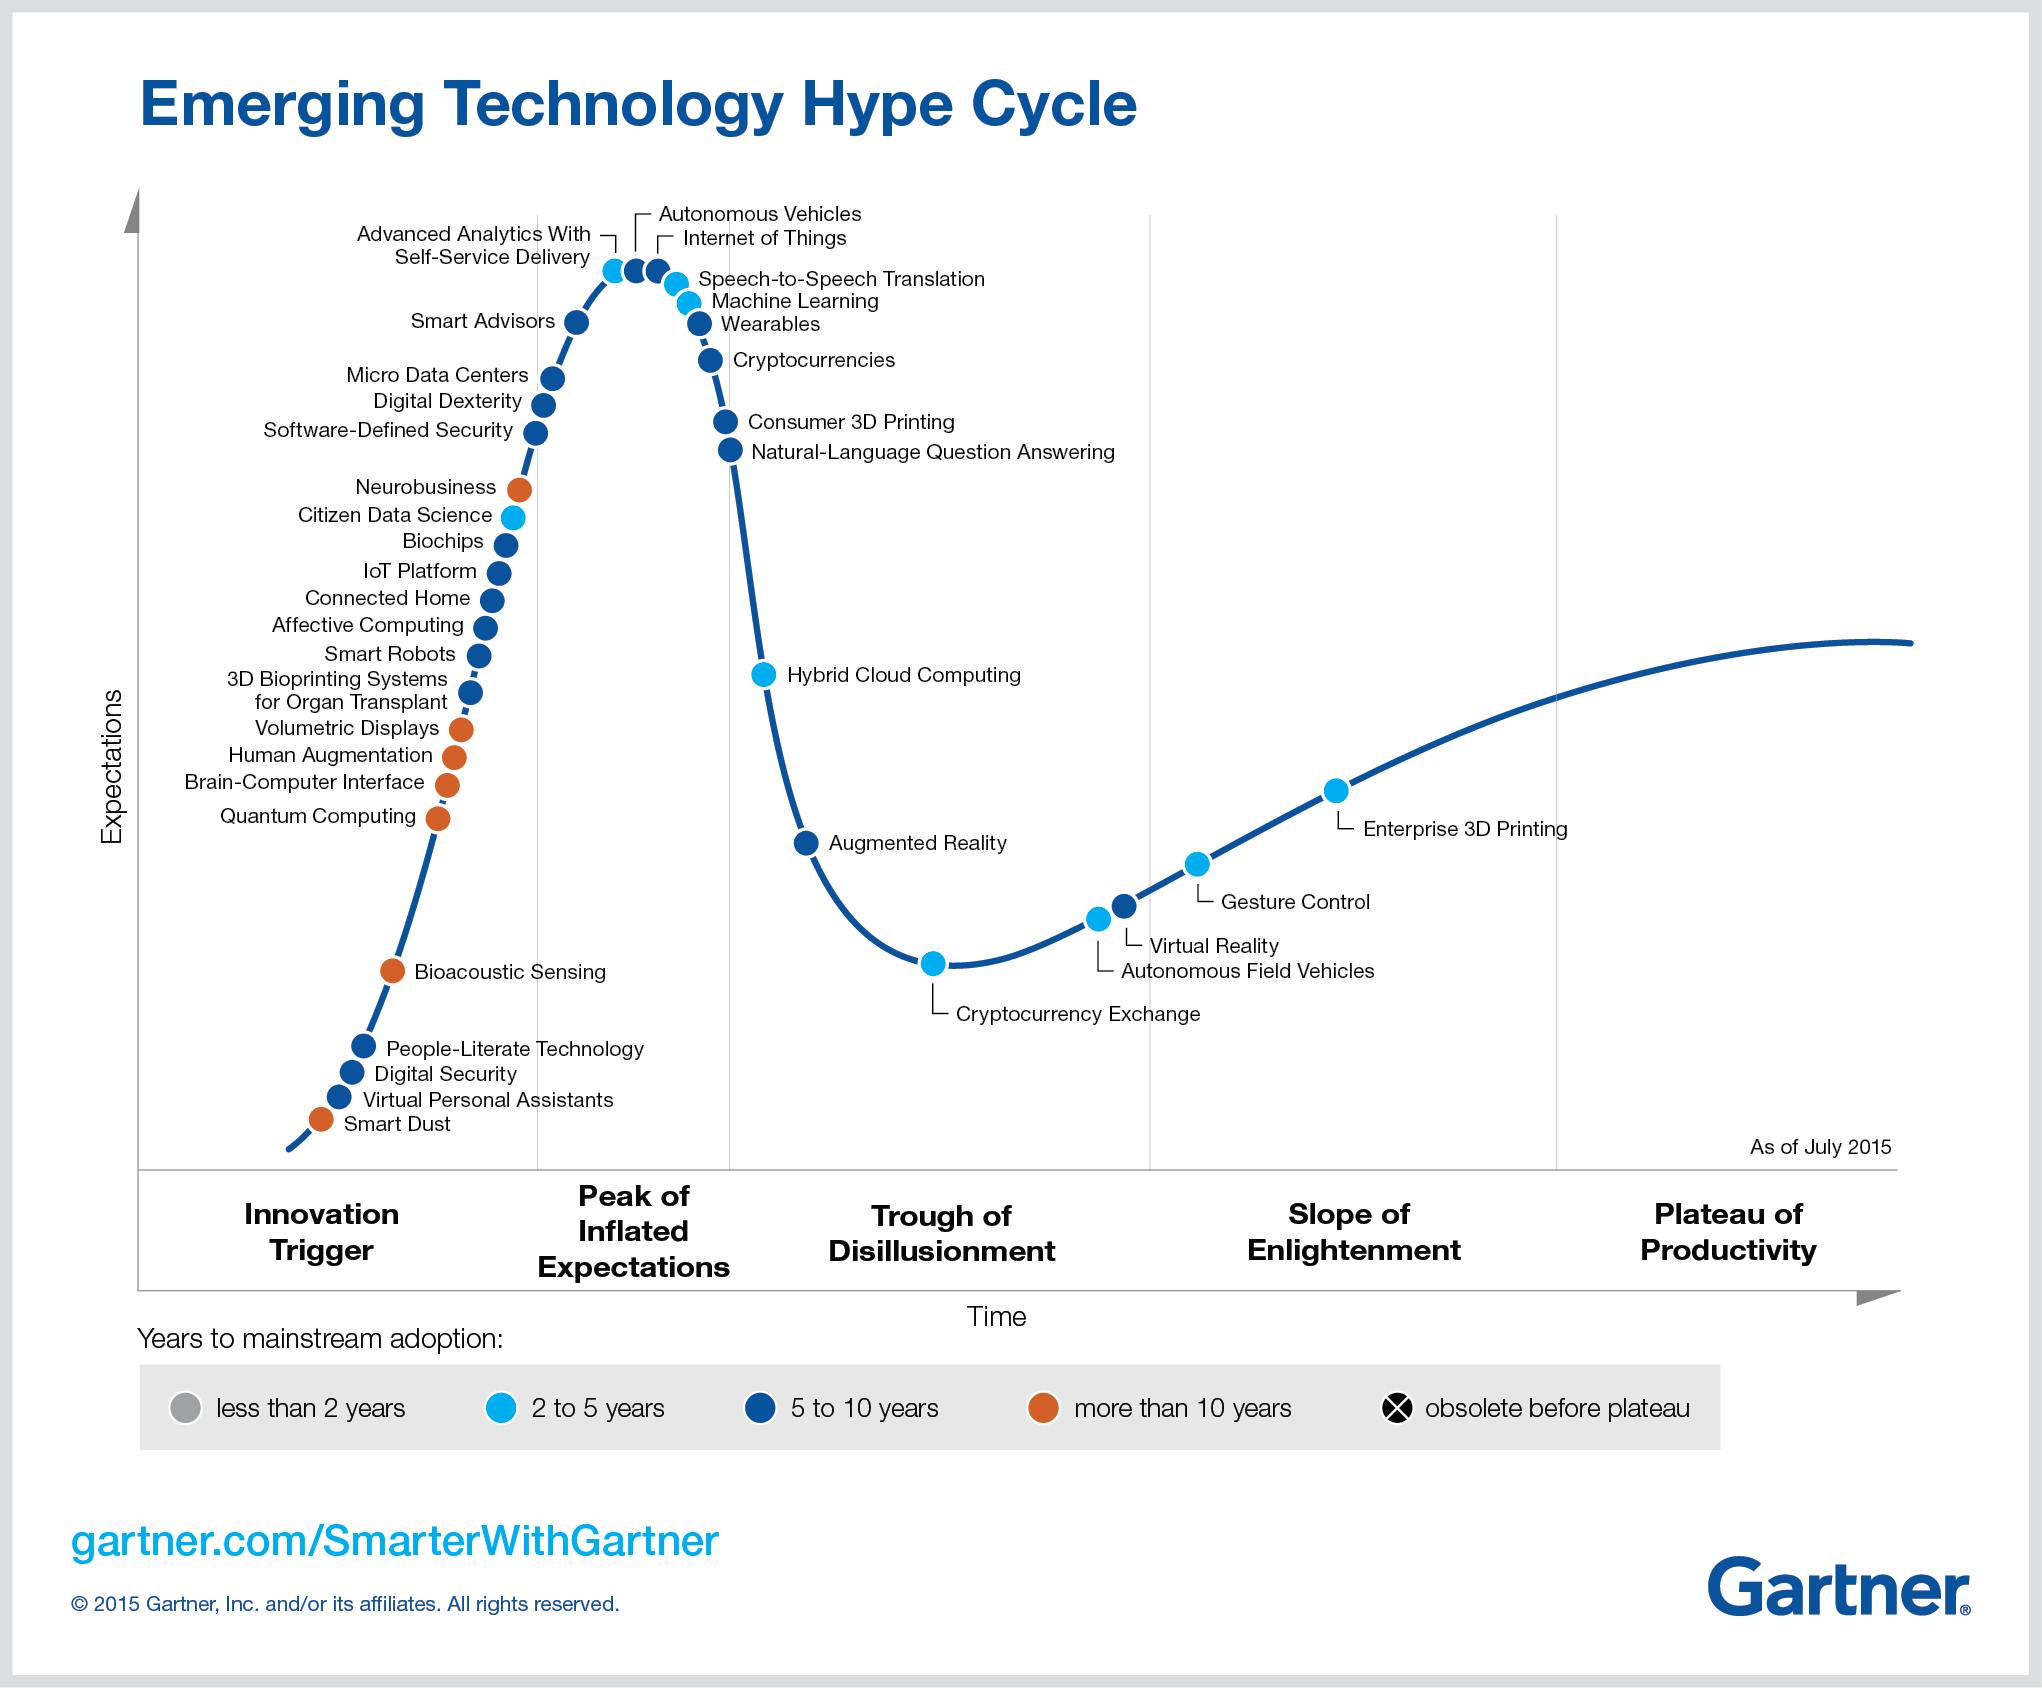 Emerging Technology Hype Cycle
Expectations
Autonomous Vehicles
Advanced Analytics With
Self-Service Delivery
Internet of Things
Speech-to-Speech Translation
Machine Learning
Smart Advisors
Wearables
Cryptocurrencies
Micro Data Centers
Digital Dexterity
Software-Defined Security
Consumer 3D Printing
Natural-Language Question Answering
Neurobusiness
Citizen Data Science
Biochips
IoT Platform
Connected Home
Affective Computing
Smart Robots
3D Bioprinting Systems
for Organ Transplant
Hybrid Cloud Computing
Volumetric Displays
Human Augmentation
Brain-Computer Interface
Quantum Computing
Augmented Reality
Enterprise 3D Printing
Gesture Control
Virtual Reality
Autonomous Field Vehicles
Cryptocurrency Exchange
Bioacoustic Sensing
People-Literate Technology
Digital Security
Virtual Personal Assistants
Smart Dust
As of July 2015
Innovation
Trigger
Peak of
Inflated
Expectations
Trough of
Disillusionment
Slope of
Enlightenment
Plateau of
Productivity
Time
Years to mainstream adoption:
less than 2 years
2 to 5 years
5 to 10 years
more than 10 years
obsolete before plateau
gartner.com/SmarterWithGartner
© 2015 Gartner, Inc. and/or its affiliates. All rights reserved.
Gartner®